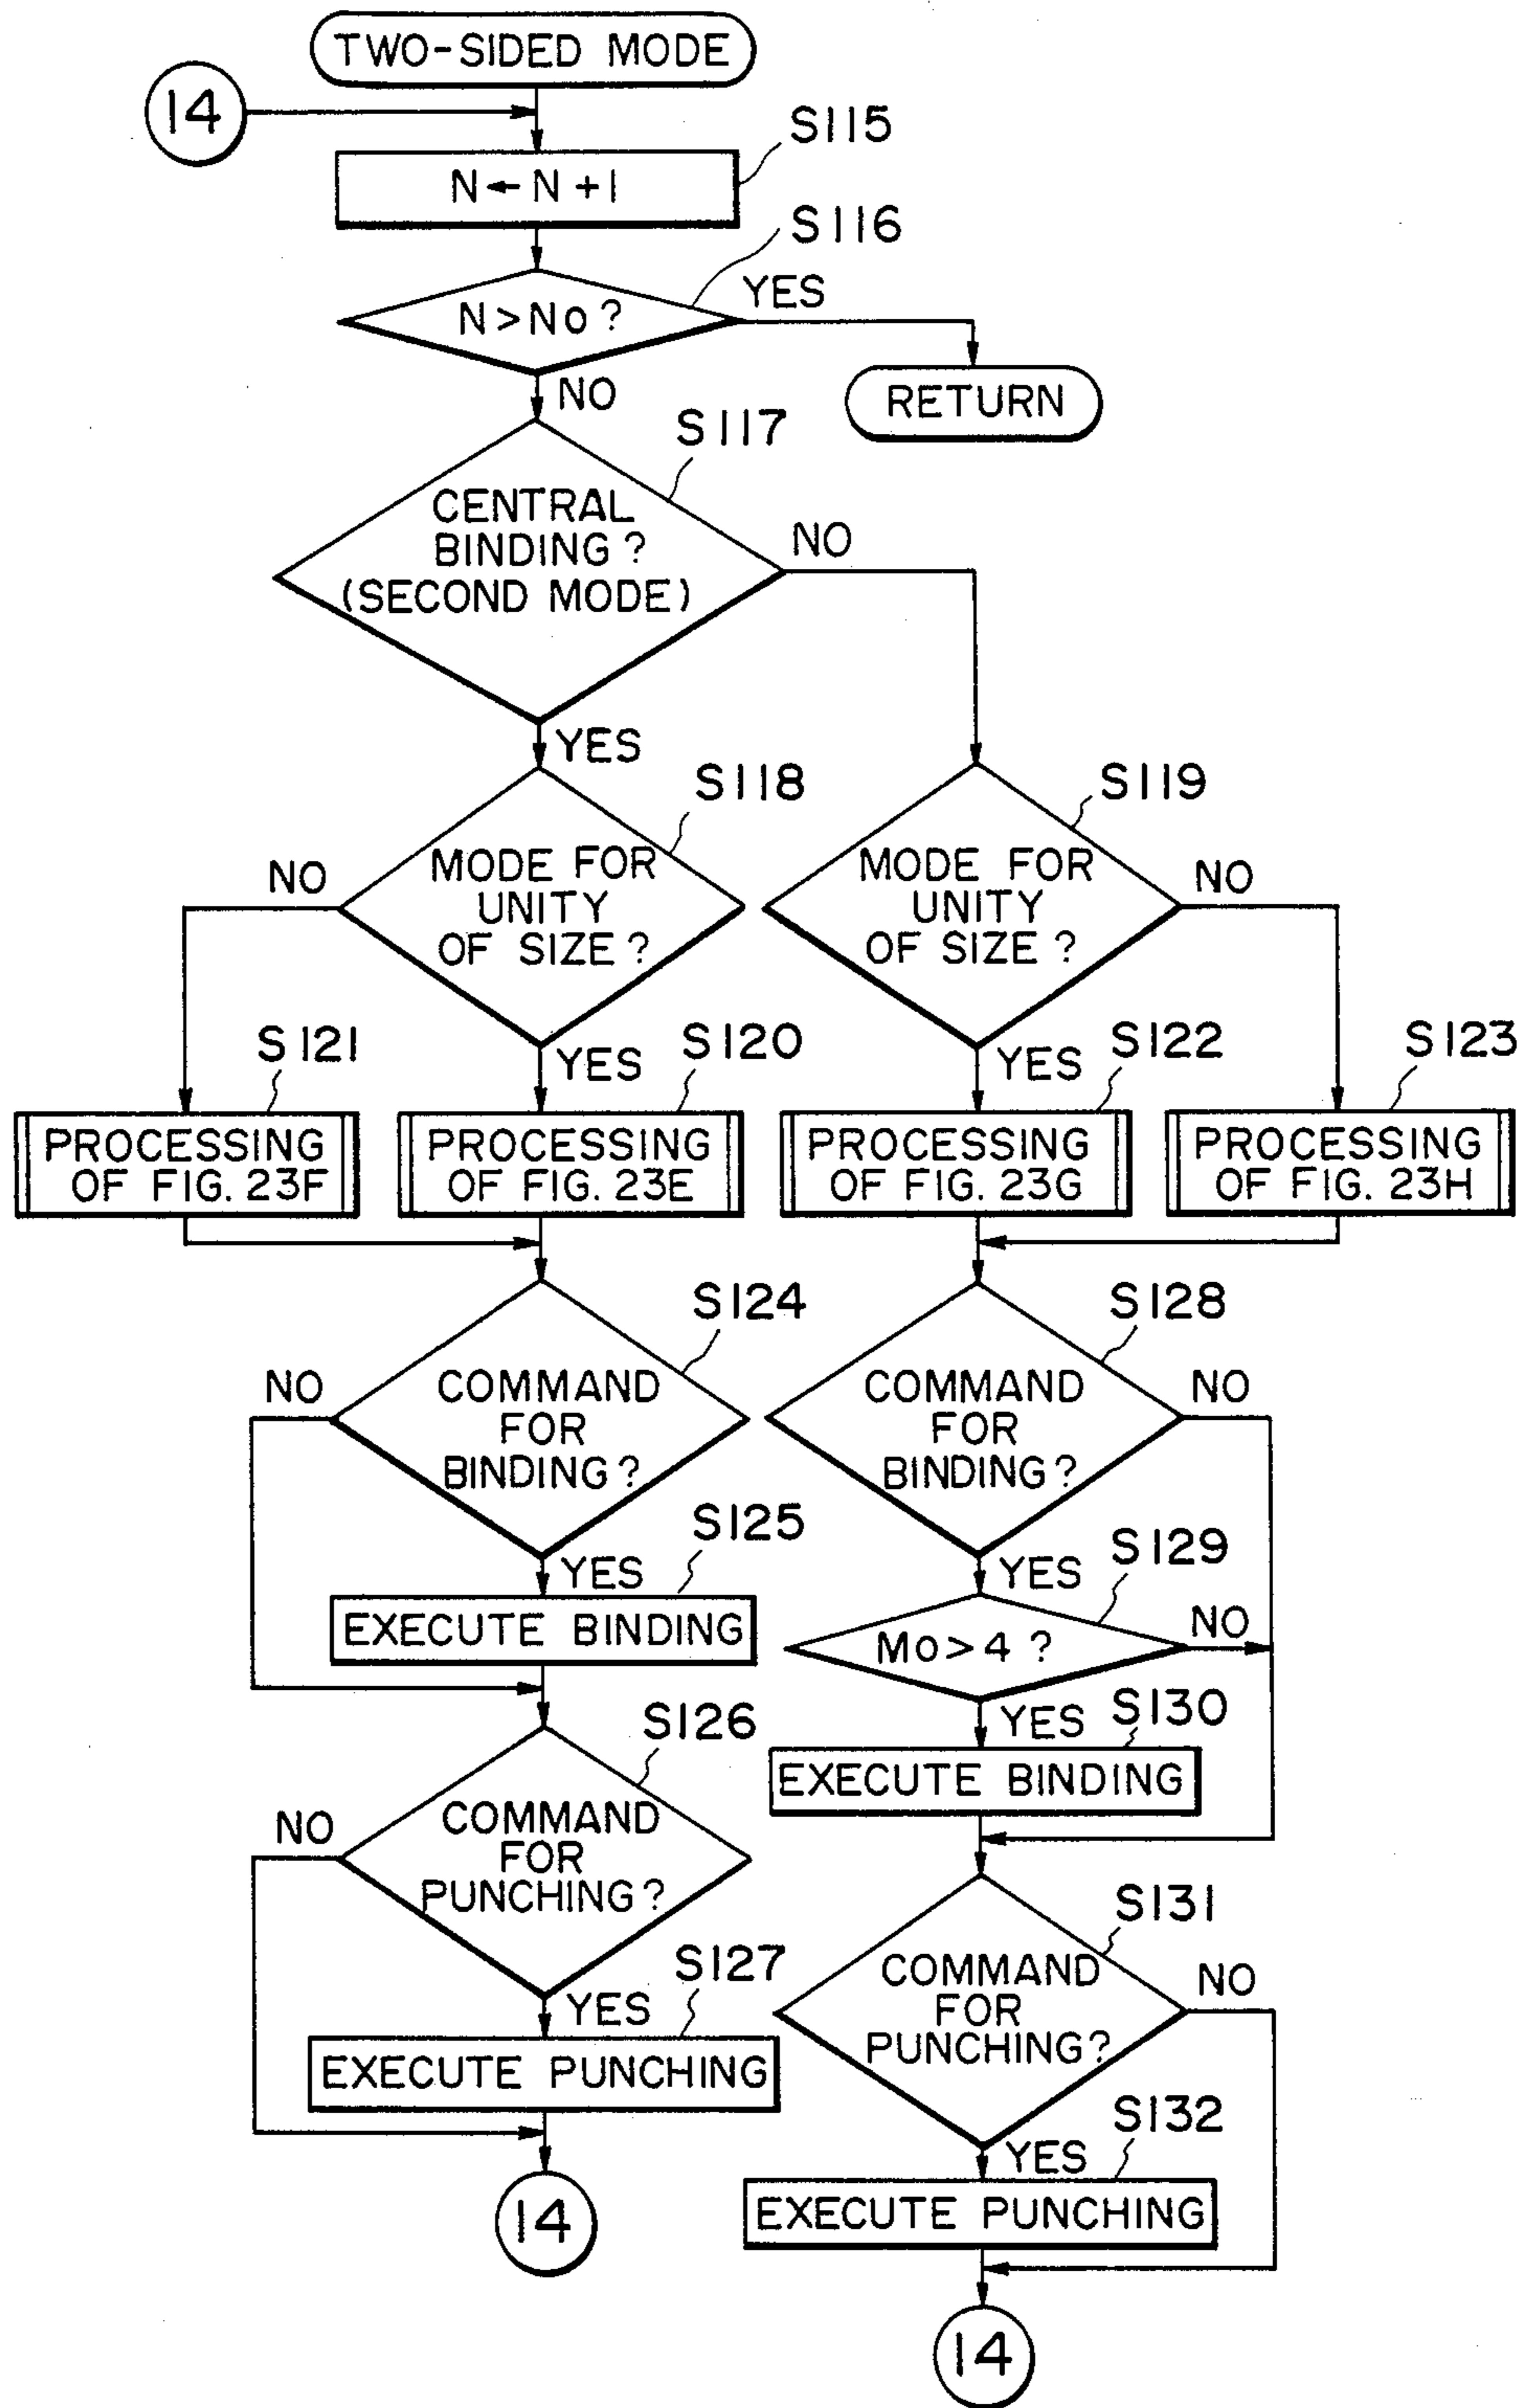 TWO-SIDED MODE
14
S115
N←N+1
S116
N>No?
YES
RETURN
NO
S117
CENTRAL
BINDING?
(SECOND MODE)
NO
YES
S118
S119
MODE FOR
UNITY
OF SIZE?
NO
MODE FOR
UNITY
OF SIZE?
NO
YES
YES
S121
S120
S122
S123
PROCESSING
OF FIG. 23F
PROCESSING
OF FIG. 23E
PROCESSING
OF FIG. 23G
PROCESSING
OF FIG. 23H
S124
S128
COMMAND
FOR
BINDING?
NO
COMMAND
FOR
BINDING?
NO
YES
S125
EXECUTE BINDING
YES
S129
Mo>4?
NO
YES
S130
EXECUTE BINDING
S126
COMMAND
FOR
PUNCHING?
NO
YES
S127
EXECUTE PUNCHING
14
S131
COMMAND
FOR
PUNCHING?
NO
YES
S132
EXECUTE PUNCHING
14